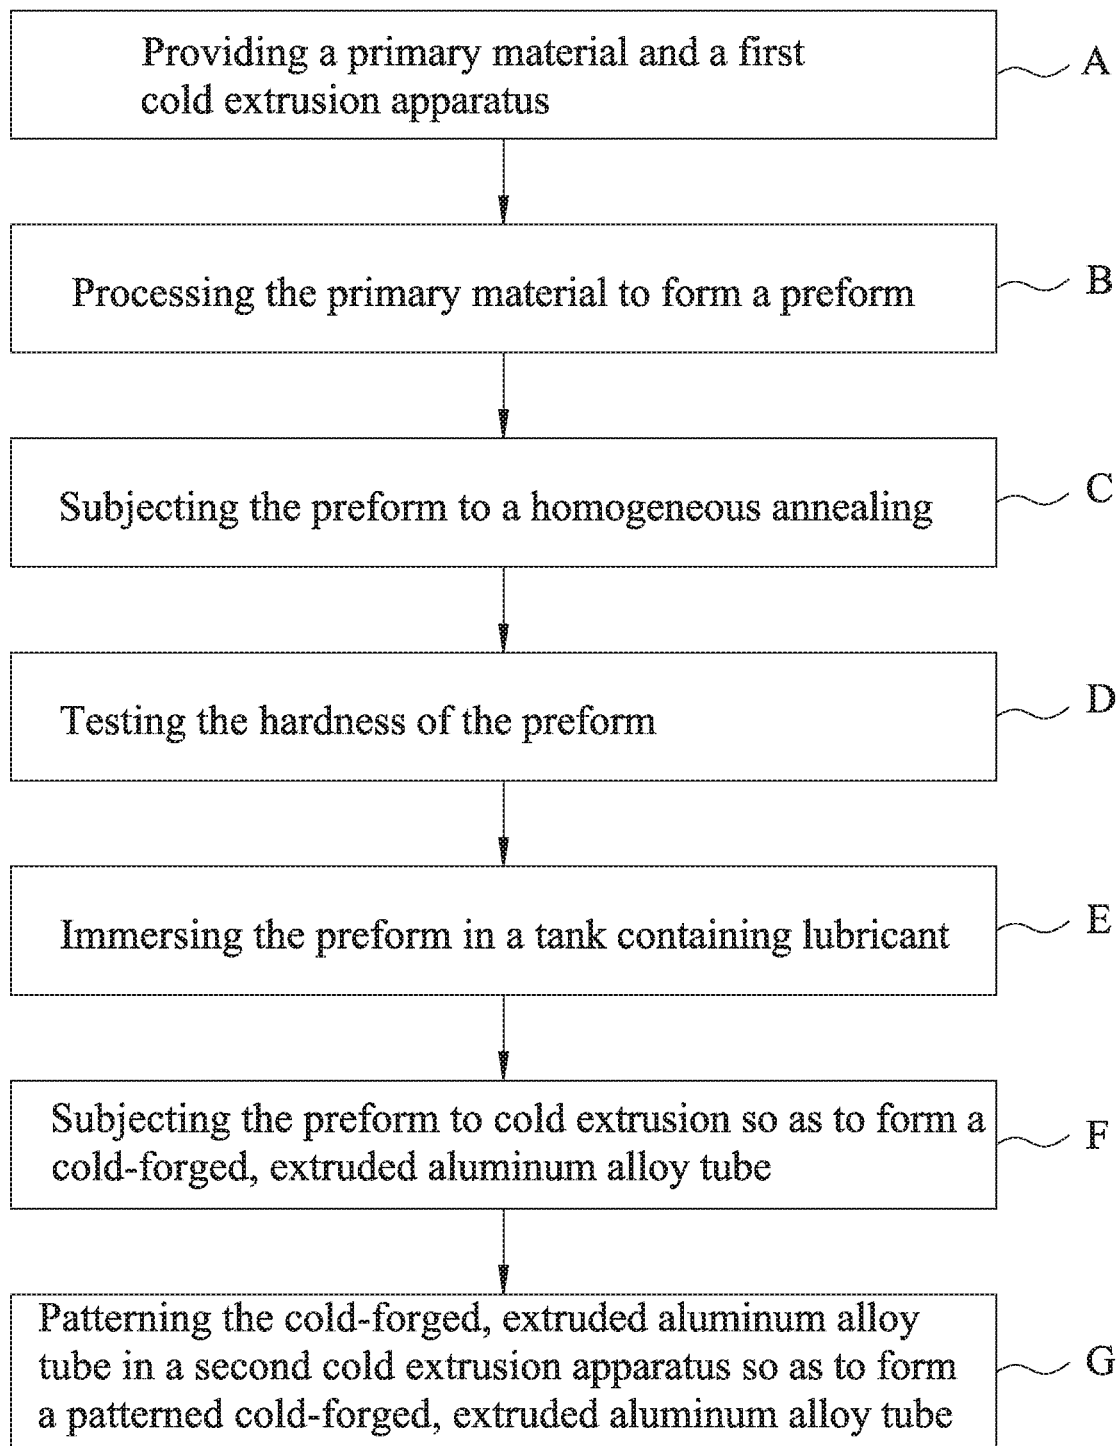 Providing a primary material and a first
cold extrusion apparatus
A
Processing the primary material to form a preform
B
Subjecting the preform to a homogeneous annealing
C
Testing the hardness of the preform
D
Immersing the preform in a tank containing lubricant
E
Subjecting the preform to cold extrusion so as to form a
cold-forged, extruded aluminum alloy tube
F
Patterning the cold-forged, extruded aluminum alloy
tube in a second cold extrusion apparatus so as to form
a patterned cold-forged, extruded aluminum alloy tube
G